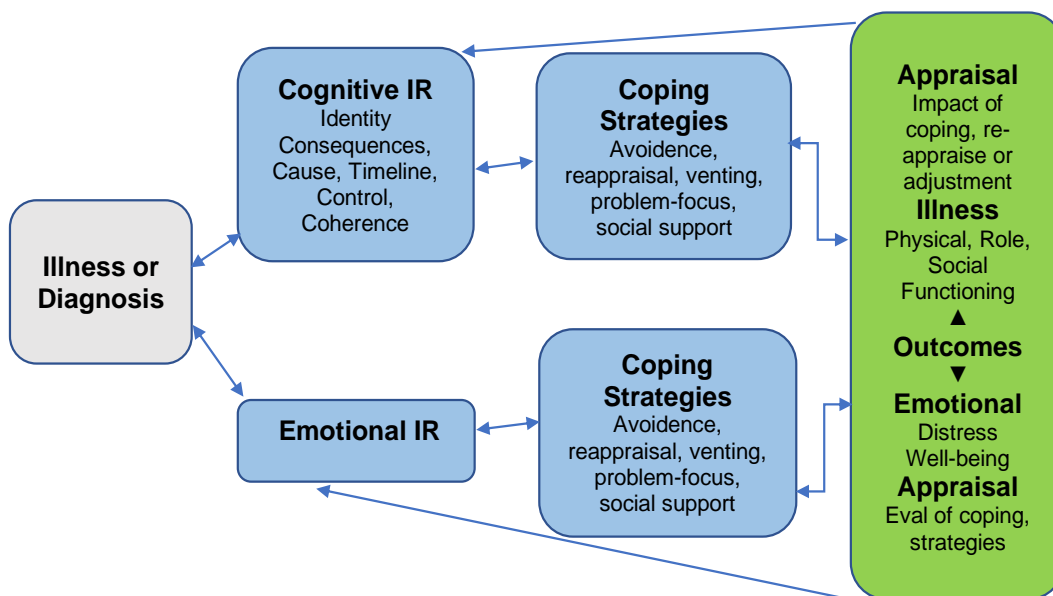 Illness or
Diagnosis
Cognitive IR
Identity
Consequences,
Cause, Timeline,
Control,
Coherence
Coping
Strategies
Avoidence,
reappraisal, venting,
problem-focus,
social support
Emotional IR
Coping
Strategies
Avoidence,
reappraisal, venting,
problem-focus,
social support
Appraisal
Impact of
coping, re-
appraise or
adjustment
Illness
Physical, Role,
Social
Functioning
▲
Outcomes
▼
Emotional
Distress
Well-being
Appraisal
Eval of coping,
strategies